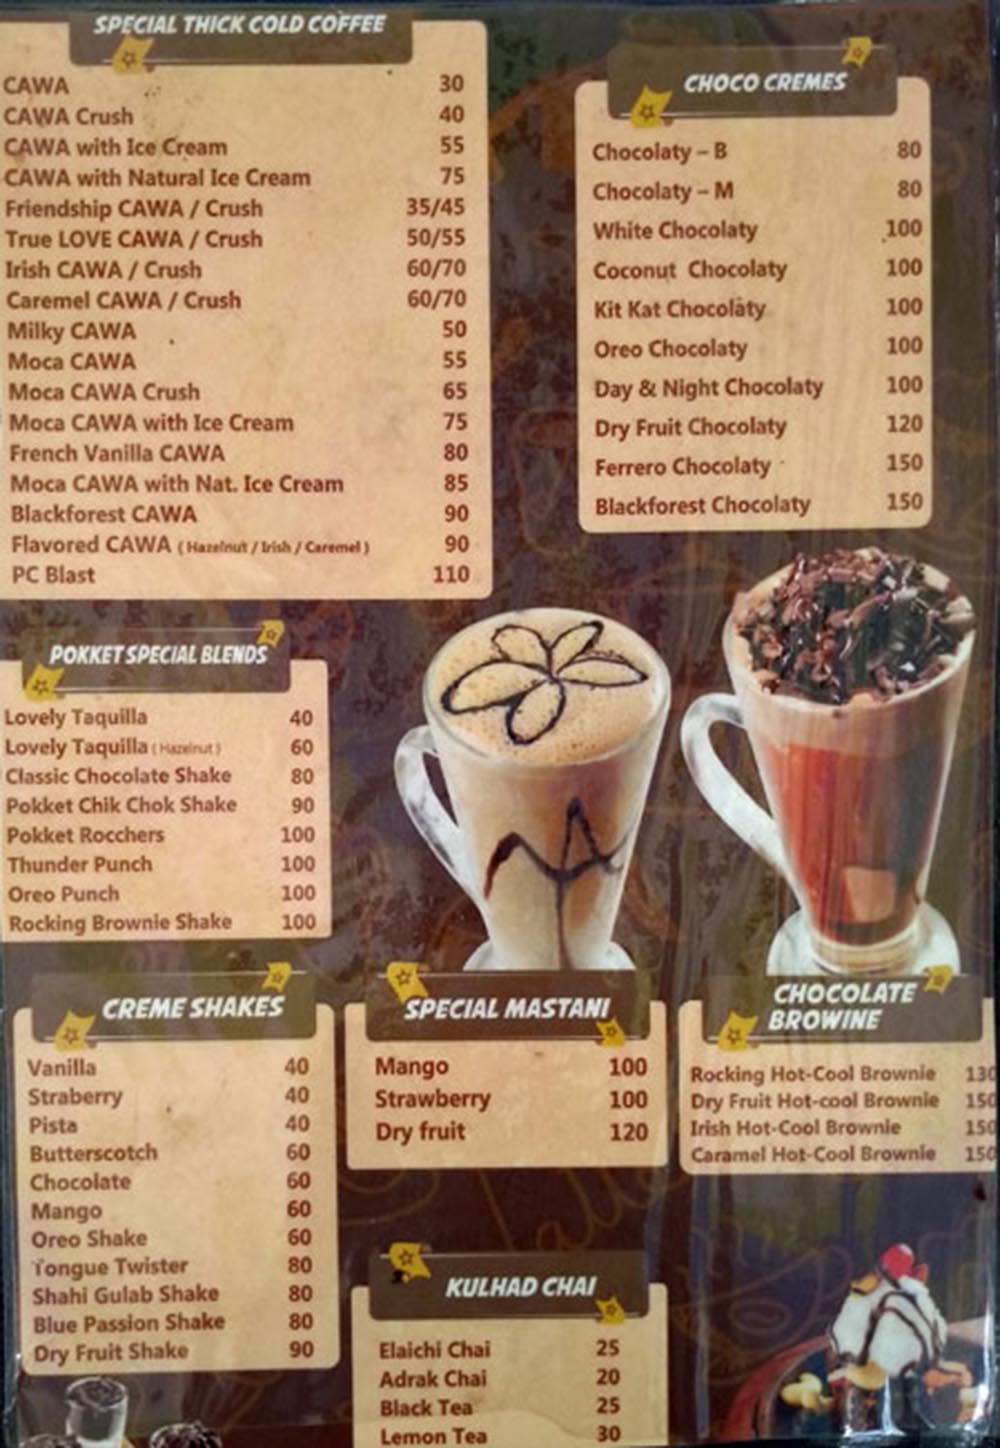 SPECIAL THICK COLD COFFEE
CAWA 30
CAWA Crush 40
CAWA with Ice Cream 55
CAWA with Natural Ice Cream 75
Friendship CAWA / Crush 35/45
True LOVE CAWA / Crush 50/55
Irish CAWA / Crush 60/70
Caremel CAWA / Crush 60/70
Milky CAWA 50
Moca CAWA 55
Moca CAWA Crush 65
Moca CAWA with Ice Cream 75
French Vanilla CAWA 80
Moca CAWA with Nat. Ice Cream 85
Blackforest CAWA 90
Flavored CAWA ( Hazelnut / Irish / Caremel ) 90
PC Blast 110
CHOCO CREMES
Chocolaty – B 80
Chocolaty – M 80
White Chocolaty 100
Coconut Chocolaty 100
Kit Kat Chocolaty 100
Oreo Chocolaty 100
Day & Night Chocolaty 100
Dry Fruit Chocolaty 120
Ferrero Chocolaty 150
Blackforest Chocolaty 150
POKKET SPECIAL BLENDS
Lovely Taquilla 40
Lovely Taquilla ( Hazelnut ) 60
Classic Chocolate Shake 80
Pokket Chik Chok Shake 90
Pokket Rocchers 100
Thunder Punch 100
Oreo Punch 100
Rocking Brownie Shake 100
CREME SHAKES
Vanilla 40
Straberry 40
Pista 40
Butterscotch 60
Chocolate 60
Mango 60
Oreo Shake 60
Tongue Twister 80
Shahi Gulab Shake 80
Blue Passion Shake 80
Dry Fruit Shake 90
SPECIAL MASTANI
Mango 100
Strawberry 100
Dry fruit 120
CHOCOLATE
BROWINE
Rocking Hot-Cool Brownie 130
Dry Fruit Hot-cool Brownie 150
Irish Hot-Cool Brownie 150
Caramel Hot-Cool Brownie 150
KULHAD CHAI
Elaichi Chai 25
Adrak Chai 20
Black Tea 25
Lemon Tea 30